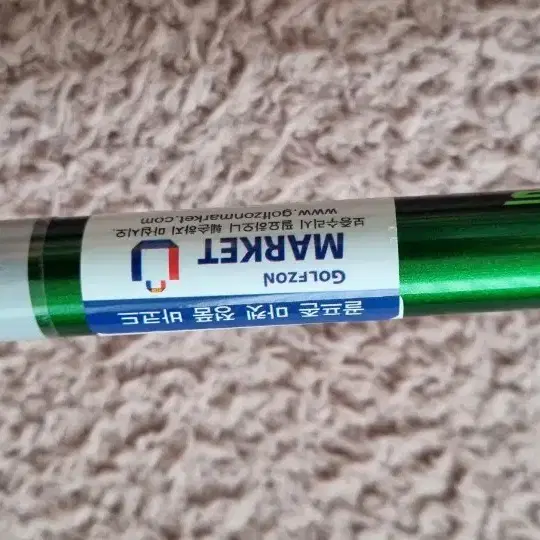 골프존 마켓 정품 바코드
GOLFZON
MARKET
보증수리시 필요하오니 훼손하지 마십시오.
www.golfzonmarket.com